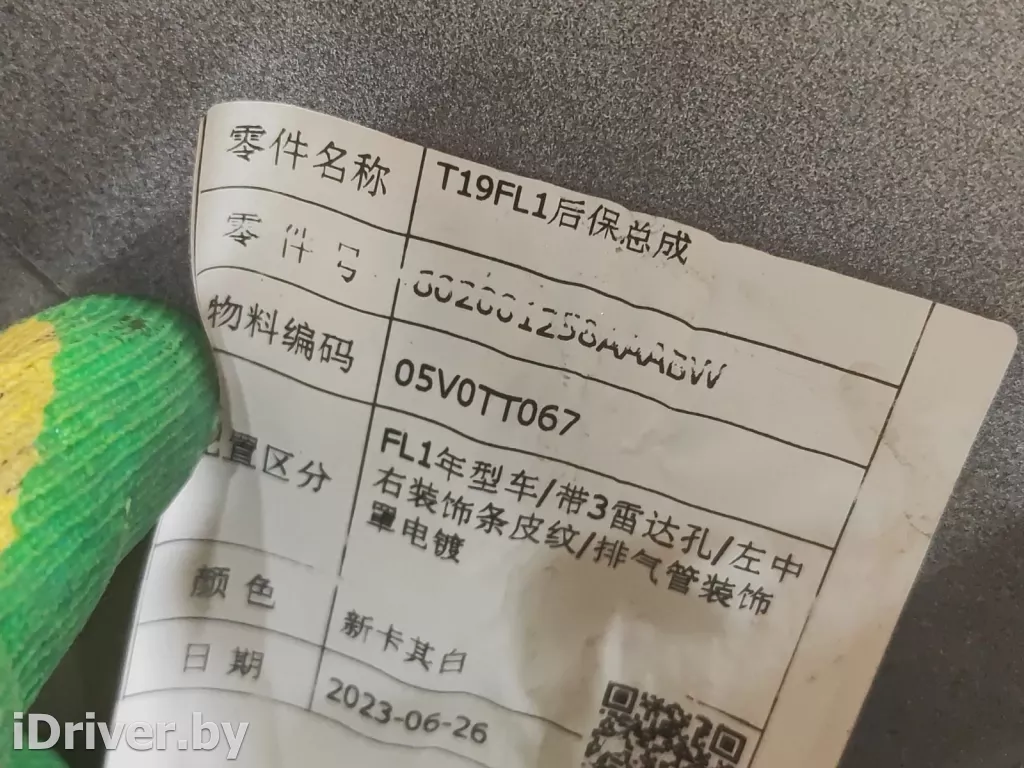 零件名称 T19FL1后保总成
零件号 602001258AAABW
物料编码 05V0TT067
置区分 FL1年型车/带3雷达孔/左中
右装饰条皮纹/排气管装饰
罩电镀
颜色 新卡其白
日期 2023-06-26
iDriver.by